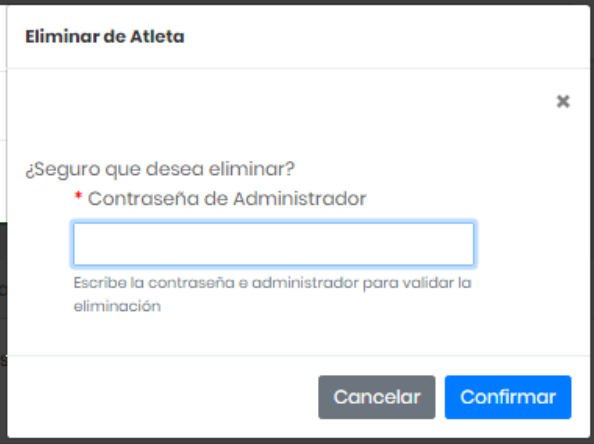 Eliminar de Atleta
×
¿Seguro que desea eliminar?
* Contraseña de Administrador
Escribe la contraseña e administrador para validar la
eliminación
Cancelar Confirmar